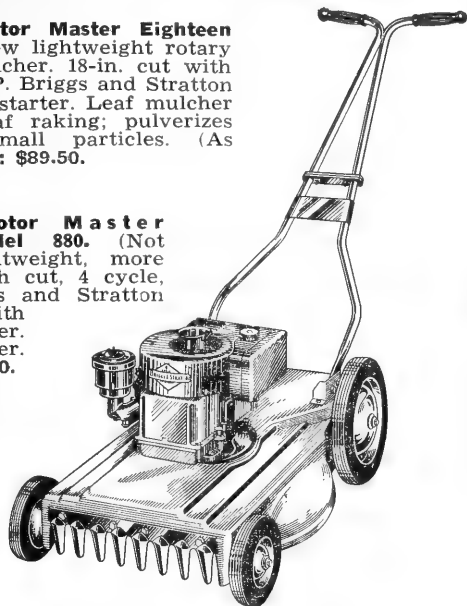 tor Master Eighteen
w lightweight rotary
cher. 18-in. cut with
P. Briggs and Stratton
starter. Leaf mulcher
af raking; pulverizes
mall particles. (As
: $89.50.
otor Master
del 880. (Not
tweight, more
h cut, 4 cycle,
s and Stratton
ith
er.
er.
0.